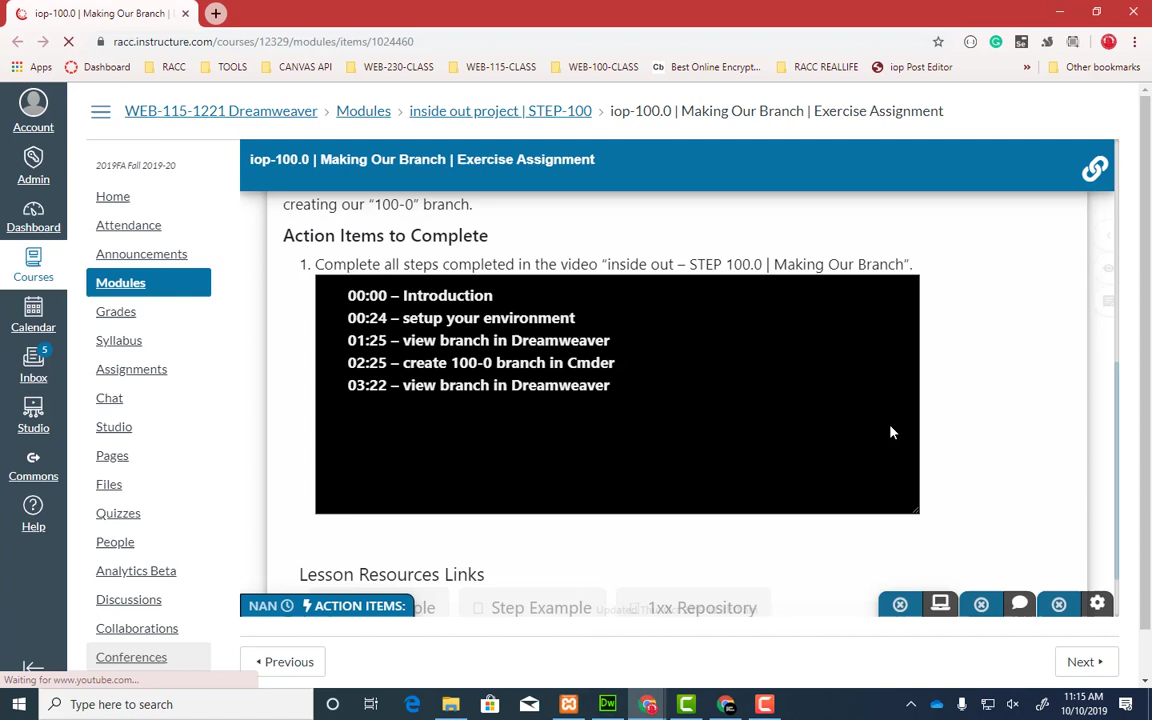 iop-100.0 | Making Our Branch |
racc.instructure.com/courses/12329/modules/items/1024460
Apps
Dashboard
RACC
TOOLS
CANVAS API
WEB-230-CLASS
WEB-115-CLASS
WEB-100-CLASS
Cb
Best Online Encrypt...
RACC REALLIFE
iop Post Editor
»
Other bookmarks
Account
Admin
Dashboard
Courses
Calendar
5
Inbox
Studio
Commons
Help
WEB-115-1221 Dreamweaver › Modules › inside out project | STEP-100 › iop-100.0 | Making Our Branch | Exercise Assignment
2019FA Fall 2019-20
Home
Attendance
Announcements
Modules
Grades
Syllabus
Assignments
Chat
Studio
Pages
Files
Quizzes
People
Analytics Beta
Discussions
Collaborations
Conferences
iop-100.0 | Making Our Branch | Exercise Assignment
creating our “100-0” branch.
Action Items to Complete
1. Complete all steps completed in the video “inside out – STEP 100.0 | Making Our Branch”.
00:00 – Introduction
00:24 – setup your environment
01:25 – view branch in Dreamweaver
02:25 – create 100-0 branch in Cmder
03:22 – view branch in Dreamweaver
Lesson Resources Links
Step Example
1xx Repository
NAN
ACTION ITEMS:
Previous
Next
Waiting for www.youtube.com...
Type here to search
Dw
11:15 AM
10/10/2019